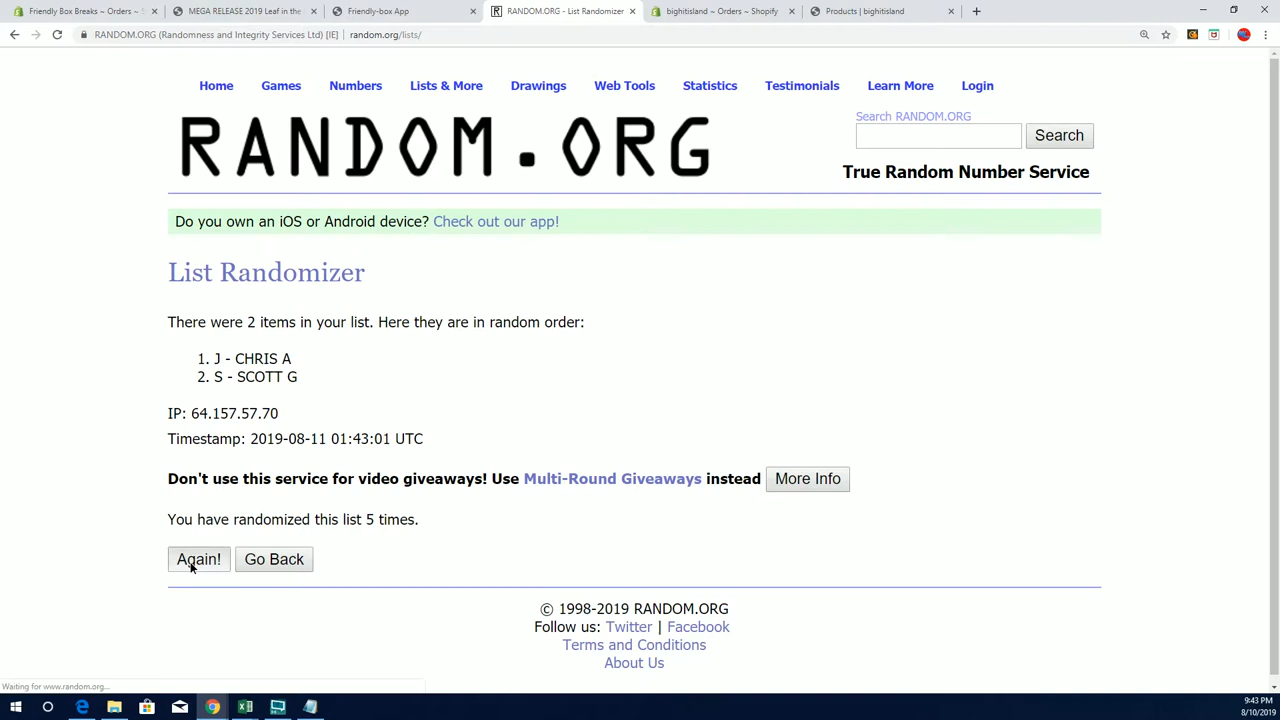 Friendly Box Breaks ~ Orders ~ S
MEGA RELEASE 2019 Leaf in the
Friendly-box App
RANDOM.ORG - List Randomizer
bighitisland ~ Orders ~ Shopify
Products | bighitisland
RANDOM.ORG (Randomness and Integrity Services Ltd) [IE] | random.org/lists/
Home Games Numbers Lists & More Drawings Web Tools Statistics Testimonials Learn More Login
RANDOM.ORG
Search RANDOM.ORG
Search
True Random Number Service
Do you own an iOS or Android device? Check out our app!
List Randomizer
There were 2 items in your list. Here they are in random order:
1. J - CHRIS A
2. S - SCOTT G
IP: 64.157.57.70
Timestamp: 2019-08-11 01:43:01 UTC
Don't use this service for video giveaways! Use Multi-Round Giveaways instead More Info
You have randomized this list 5 times.
Again! Go Back
© 1998-2019 RANDOM.ORG
Follow us: Twitter | Facebook
Terms and Conditions
About Us
Waiting for www.random.org...
9:43 PM
8/10/2019